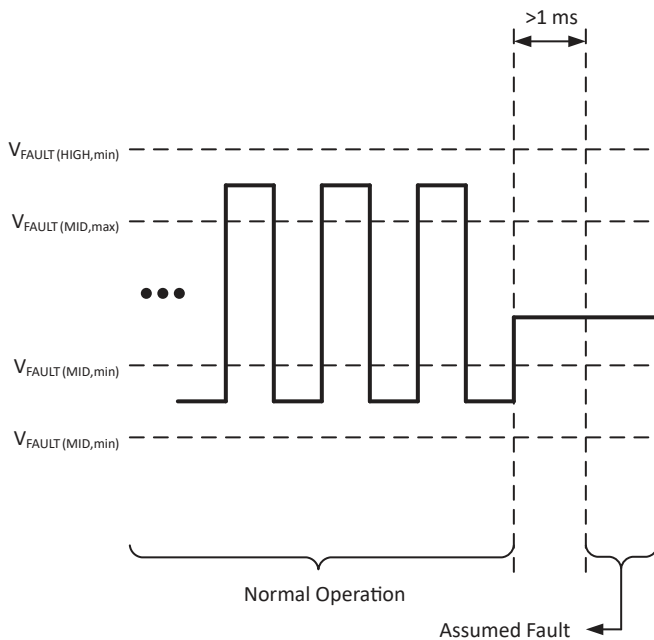 >1 ms
VFAULT(HIGH,min)
VFAULT(MID,max)
VFAULT(MID,min)
VFAULT(MID,min)
Normal Operation
Assumed Fault